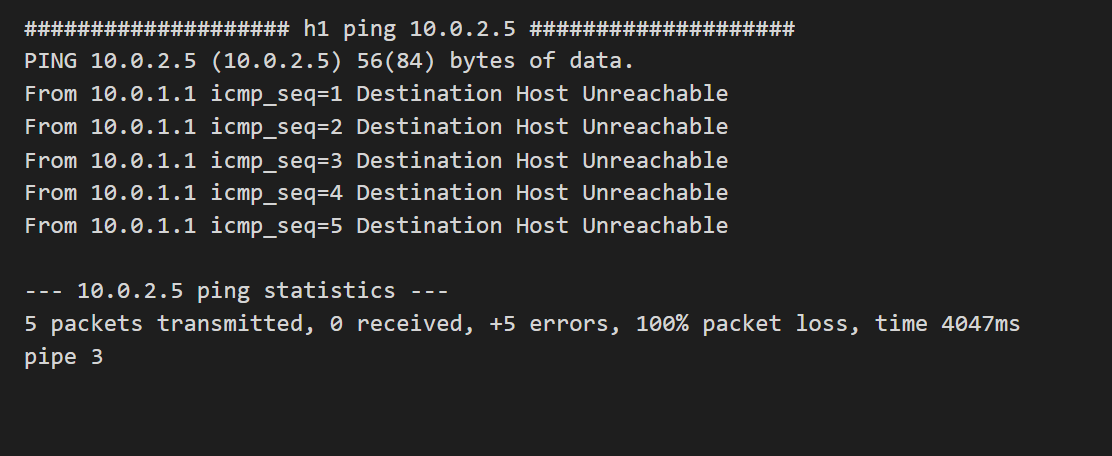 #################### h1 ping 10.0.2.5 ####################
PING 10.0.2.5 (10.0.2.5) 56(84) bytes of data.
From 10.0.1.1 icmp_seq=1 Destination Host Unreachable
From 10.0.1.1 icmp_seq=2 Destination Host Unreachable
From 10.0.1.1 icmp_seq=3 Destination Host Unreachable
From 10.0.1.1 icmp_seq=4 Destination Host Unreachable
From 10.0.1.1 icmp_seq=5 Destination Host Unreachable
--- 10.0.2.5 ping statistics ---
5 packets transmitted, 0 received, +5 errors, 100% packet loss, time 4047ms
pipe 3